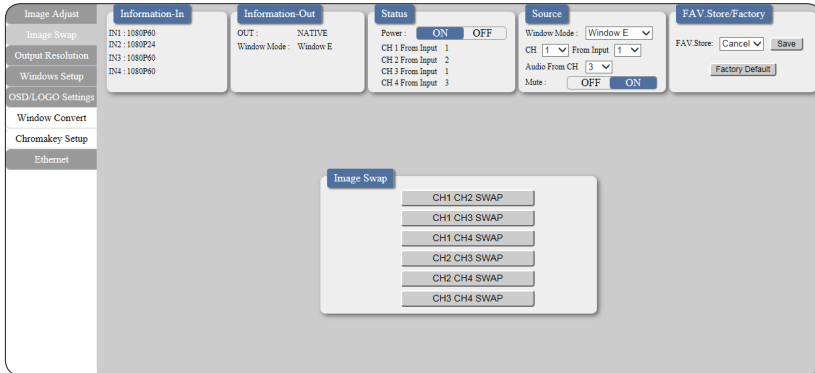 Image Adjust
Image Swap
Output Resolution
Windows Setup
OSD/LOGO Settings
Window Convert
Chromakey Setup
Ethernet
Information-In
IN1 : 1080P60
IN2 : 1080P24
IN3 : 1080P60
IN4 : 1080P60
Information-Out
OUT : NATIVE
Window Mode : Window E
Status
Power : ON OFF
CH 1 From Input 1
CH 2 From Input 2
CH 3 From Input 1
CH 4 From Input 3
Source
Window Mode : Window E
CH 1 From Input 1
Audio From CH 3
Mute : OFF ON
FAV.Store/Factory
FAV.Store: Cancel Save
Factory Default
Image Swap
CH1 CH2 SWAP
CH1 CH3 SWAP
CH1 CH4 SWAP
CH2 CH3 SWAP
CH2 CH4 SWAP
CH3 CH4 SWAP